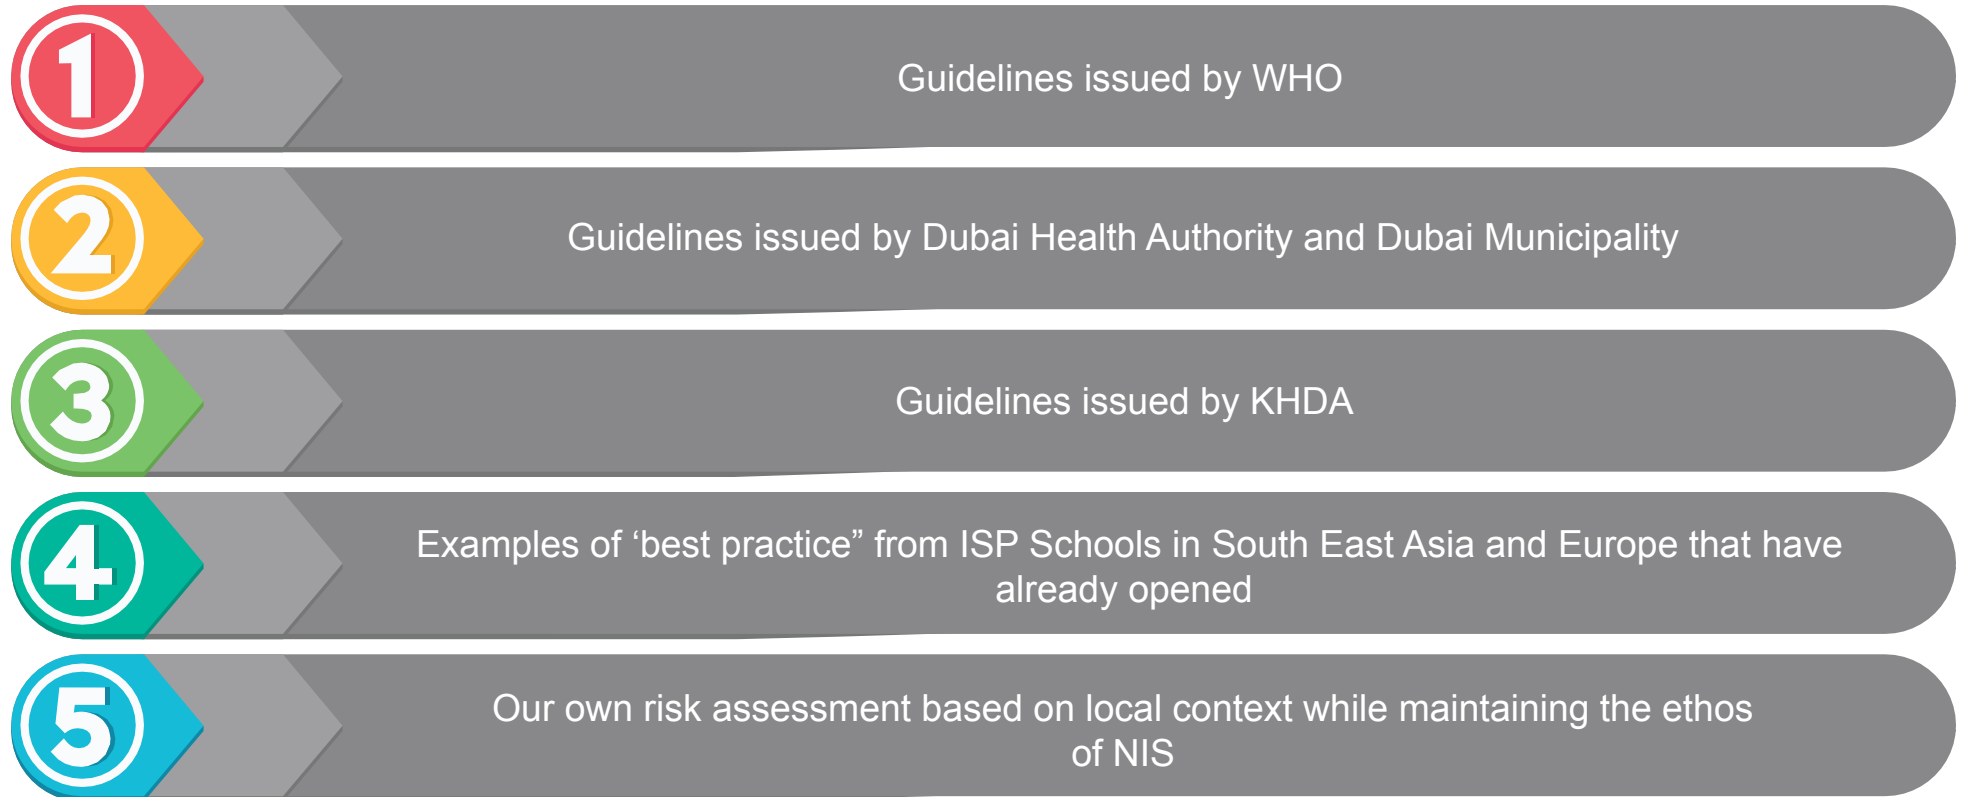 1
Guidelines issued by WHO
2
Guidelines issued by Dubai Health Authority and Dubai Municipality
3
Guidelines issued by KHDA
4
Examples of ‘best practice” from ISP Schools in South East Asia and Europe that have
already opened
5
Our own risk assessment based on local context while maintaining the ethos
of NIS